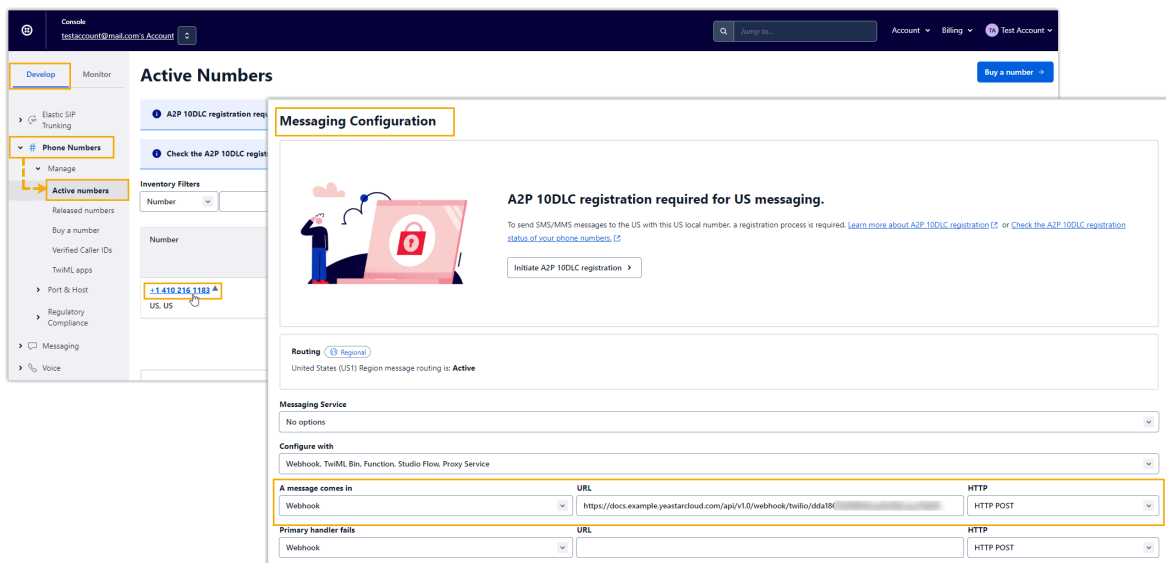 Console
testaccount@mail.com's Account
Jump to...
Account
Billing
TA
Test Account
Develop
Monitor
Active Numbers
Buy a number
Elastic SIP
Trunking
# Phone Numbers
Manage
Active numbers
Released numbers
Buy a number
Verified Caller IDs
TwiML apps
Port & Host
Regulatory
Compliance
Messaging
Voice
A2P 10DLC registration requ
Check the A2P 10DLC regist
Inventory Filters
Number
Number
+1 410 216 1183
US, US
Messaging Configuration
A2P 10DLC registration required for US messaging.
To send SMS/MMS messages to the US with this US local number, a registration process is required. Learn more about A2P 10DLC registration or Check the A2P 10DLC registration
status of your phone numbers.
Initiate A2P 10DLC registration
Routing Regional
United States (US1) Region message routing is: Active
Messaging Service
No options
Configure with
Webhook, TwiML Bin, Function, Studio Flow, Proxy Service
A message comes in URL HTTP
Webhook https://docs.example.yeastarcloud.com/api/v1.0/webhook/twilio/dda186 HTTP POST
Primary handler fails URL HTTP
Webhook HTTP POST